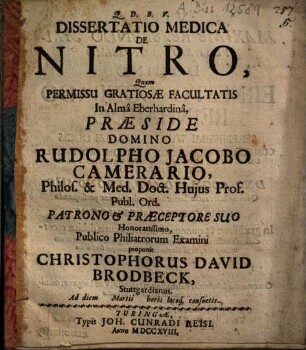 Q. D. B. V.
DISSERTATIO MEDICA
DE
NITRO,
Quam
PERMISSU GRATIOSÆ FACULTATIS
In Almâ Eberhardinâ,
PRÆSIDE
DOMINO
RUDOLPHO JACOBO
CAMERARIO,
Philos. & Med. Doct. Hujus Prof.
Publ. Ord.
PATRONO & PRÆCEPTORE SUO
Honoratissimo,
Publico Philiatrorum Examini
proponit
CHRISTOPHORUS DAVID
BRODBECK,
Stuttgardianus.
Ad diem Martii horis locoq; consuetis.
TUBINGÆ,
Typis JOH. CUNRADI REISI.
Anno MDCCXVIII.